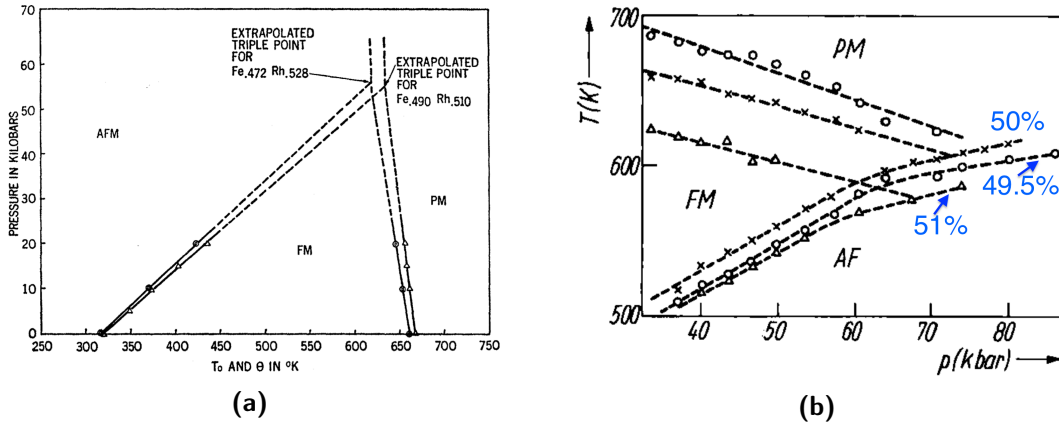 70
60
50
40
30
20
10
0
PRESSURE IN KILOBARS
EXTRAPOLATED
TRIPLE POINT
FOR
Fe.472 Rh.528
EXTRAPOLATED
TRIPLE POINT
FOR
Fe.490 Rh.510
AFM
FM
PM
250 300 350 400 450 500 550 600 650 700 750
To AND θ IN °K
(a)
700
600
500
T(K)
PM
FM
AF
50%
49.5%
51%
40 50 60 70 80
p(kbar)
(b)